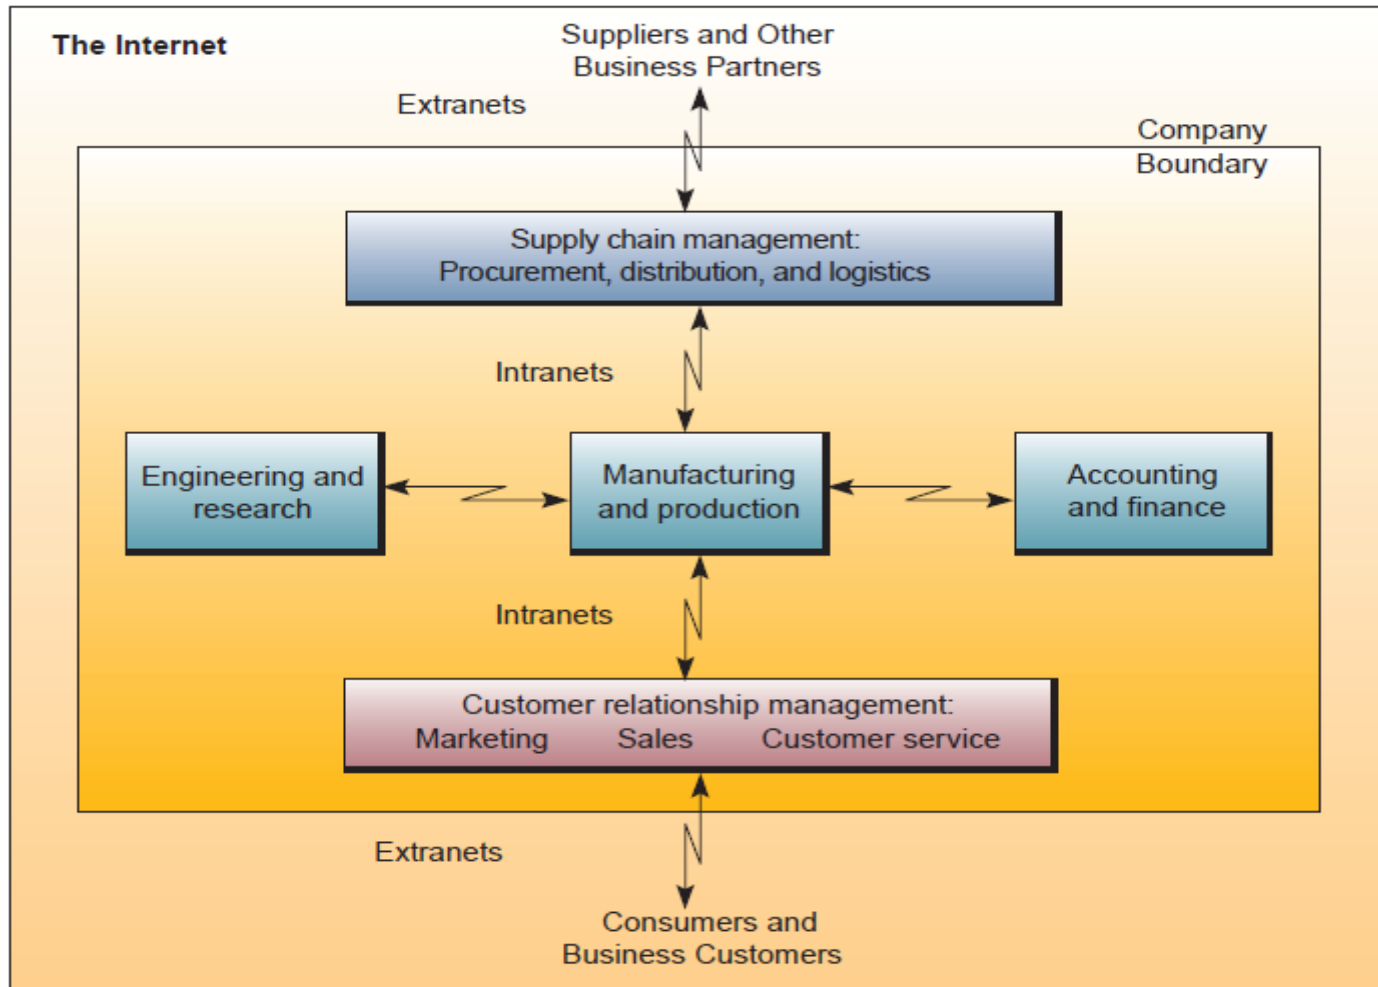 The Internet
Suppliers and Other
Business Partners
Extranets
Company
Boundary
Supply chain management:
Procurement, distribution, and logistics
Intranets
Engineering and
research
Manufacturing
and production
Accounting
and finance
Intranets
Customer relationship management:
Marketing Sales Customer service
Extranets
Consumers and
Business Customers